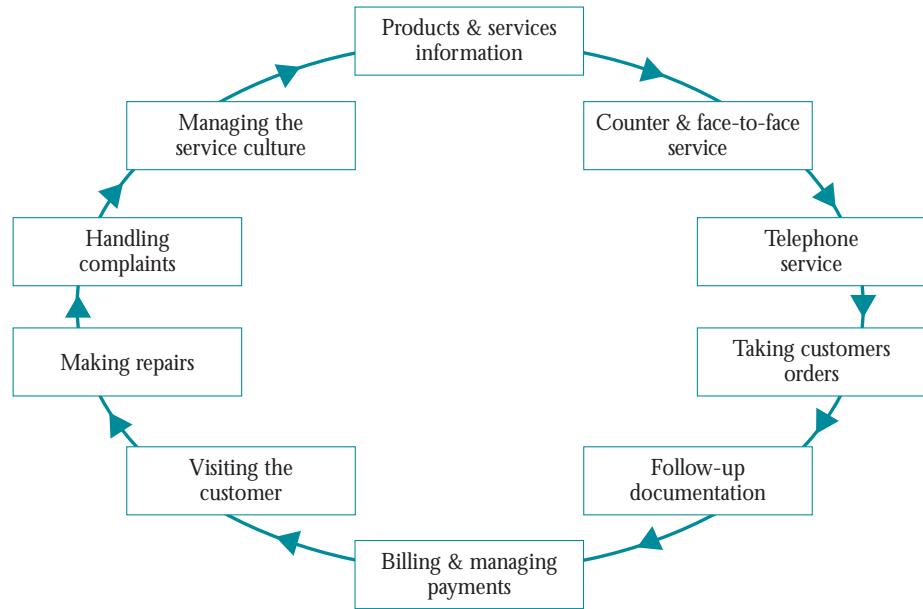 Products & services
information
Counter & face-to-face
service
Telephone
service
Taking customers
orders
Follow-up
documentation
Billing & managing
payments
Visiting the
customer
Making repairs
Handling
complaints
Managing the
service culture